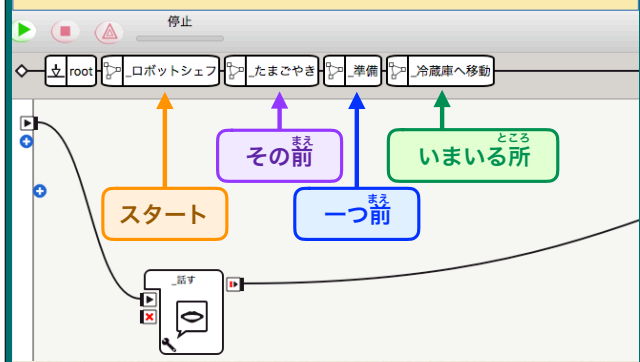 停止
root
_ロボットシェフ
_たまごやき
_準備
_冷蔵庫へ移動
まえ
その前
ところ
いまいる所
スタート
まえ
一つ前
_話す